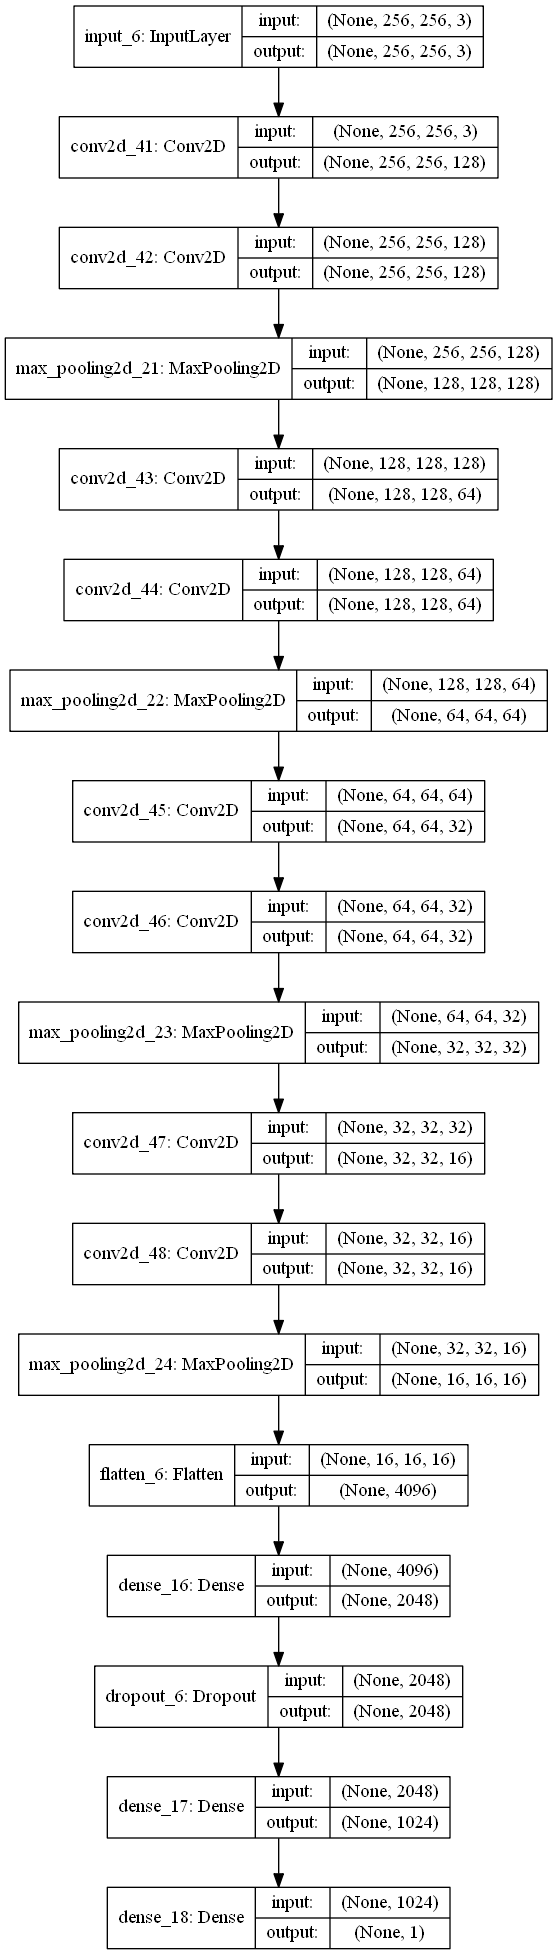 input_6: InputLayer
input: (None, 256, 256, 3)
output: (None, 256, 256, 3)
conv2d_41: Conv2D
input: (None, 256, 256, 3)
output: (None, 256, 256, 128)
conv2d_42: Conv2D
input: (None, 256, 256, 128)
output: (None, 256, 256, 128)
max_pooling2d_21: MaxPooling2D
input: (None, 256, 256, 128)
output: (None, 128, 128, 128)
conv2d_43: Conv2D
input: (None, 128, 128, 128)
output: (None, 128, 128, 64)
conv2d_44: Conv2D
input: (None, 128, 128, 64)
output: (None, 128, 128, 64)
max_pooling2d_22: MaxPooling2D
input: (None, 128, 128, 64)
output: (None, 64, 64, 64)
conv2d_45: Conv2D
input: (None, 64, 64, 64)
output: (None, 64, 64, 32)
conv2d_46: Conv2D
input: (None, 64, 64, 32)
output: (None, 64, 64, 32)
max_pooling2d_23: MaxPooling2D
input: (None, 64, 64, 32)
output: (None, 32, 32, 32)
conv2d_47: Conv2D
input: (None, 32, 32, 32)
output: (None, 32, 32, 16)
conv2d_48: Conv2D
input: (None, 32, 32, 16)
output: (None, 32, 32, 16)
max_pooling2d_24: MaxPooling2D
input: (None, 32, 32, 16)
output: (None, 16, 16, 16)
flatten_6: Flatten
input: (None, 16, 16, 16)
output: (None, 4096)
dense_16: Dense
input: (None, 4096)
output: (None, 2048)
dropout_6: Dropout
input: (None, 2048)
output: (None, 2048)
dense_17: Dense
input: (None, 2048)
output: (None, 1024)
dense_18: Dense
input: (None, 1024)
output: (None, 1)